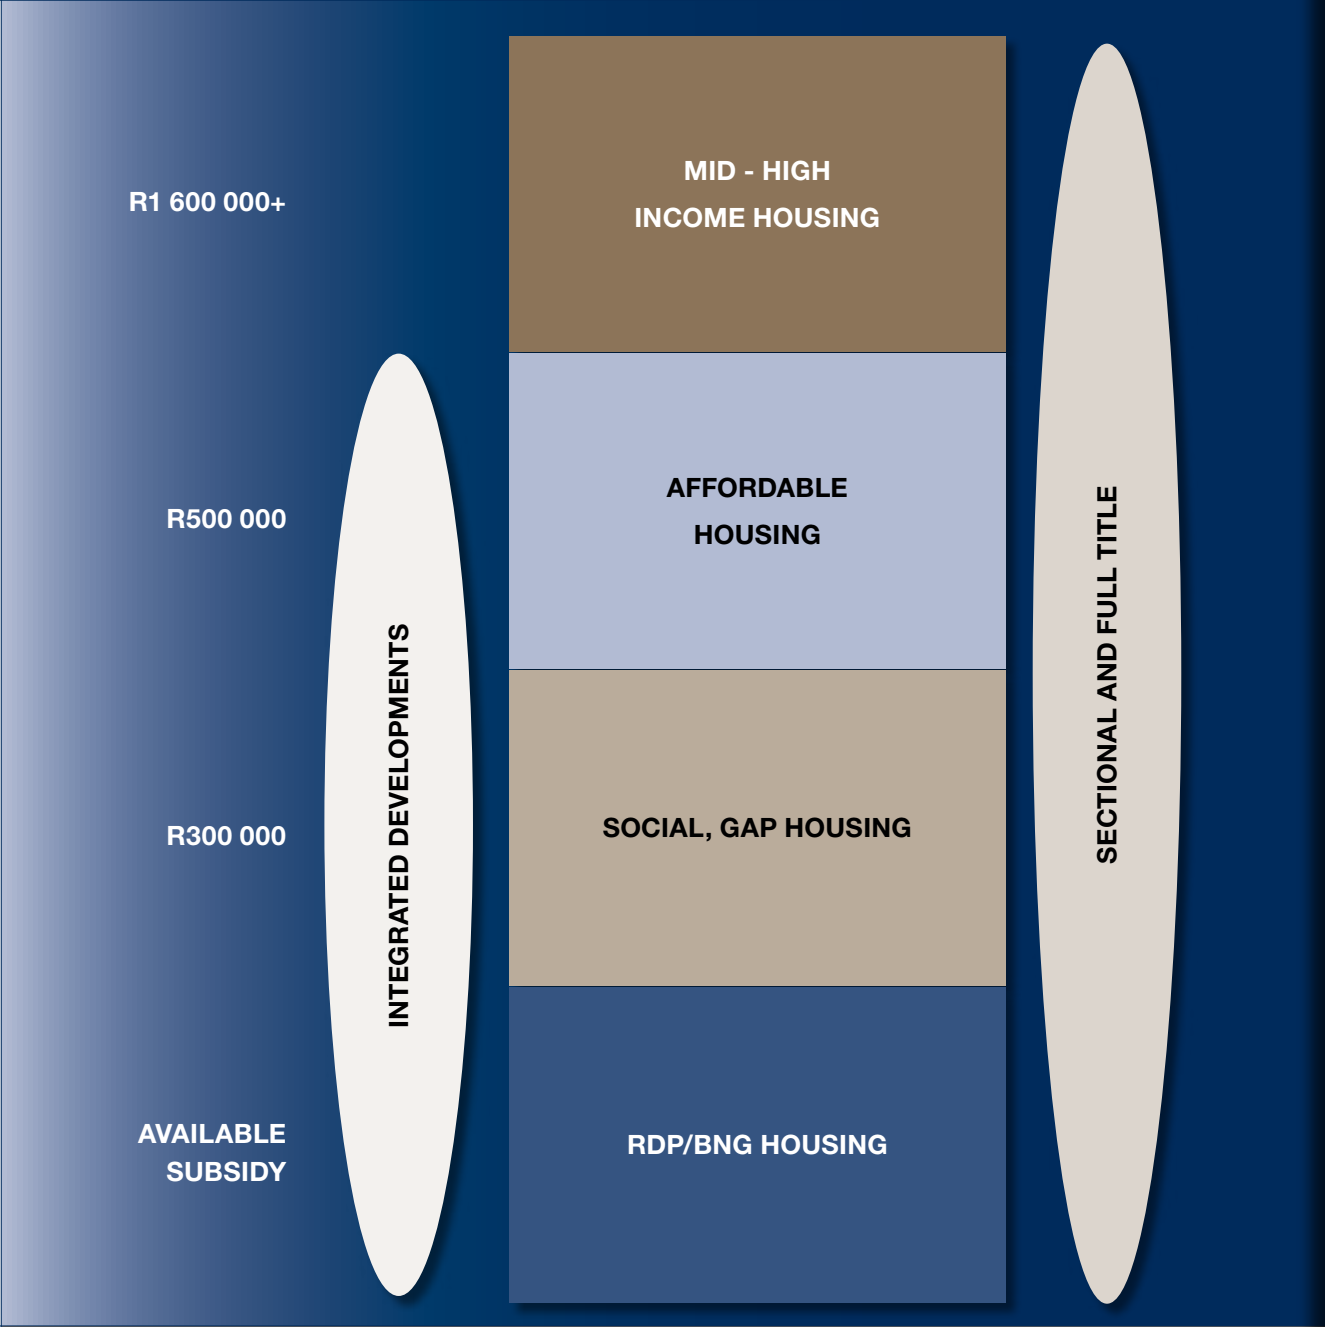 R1 600 000+
MID - HIGH
INCOME HOUSING
R500 000
AFFORDABLE
HOUSING
R300 000
SOCIAL, GAP HOUSING
AVAILABLE
SUBSIDY
RDP/BNG HOUSING
INTEGRATED DEVELOPMENTS
SECTIONAL AND FULL TITLE